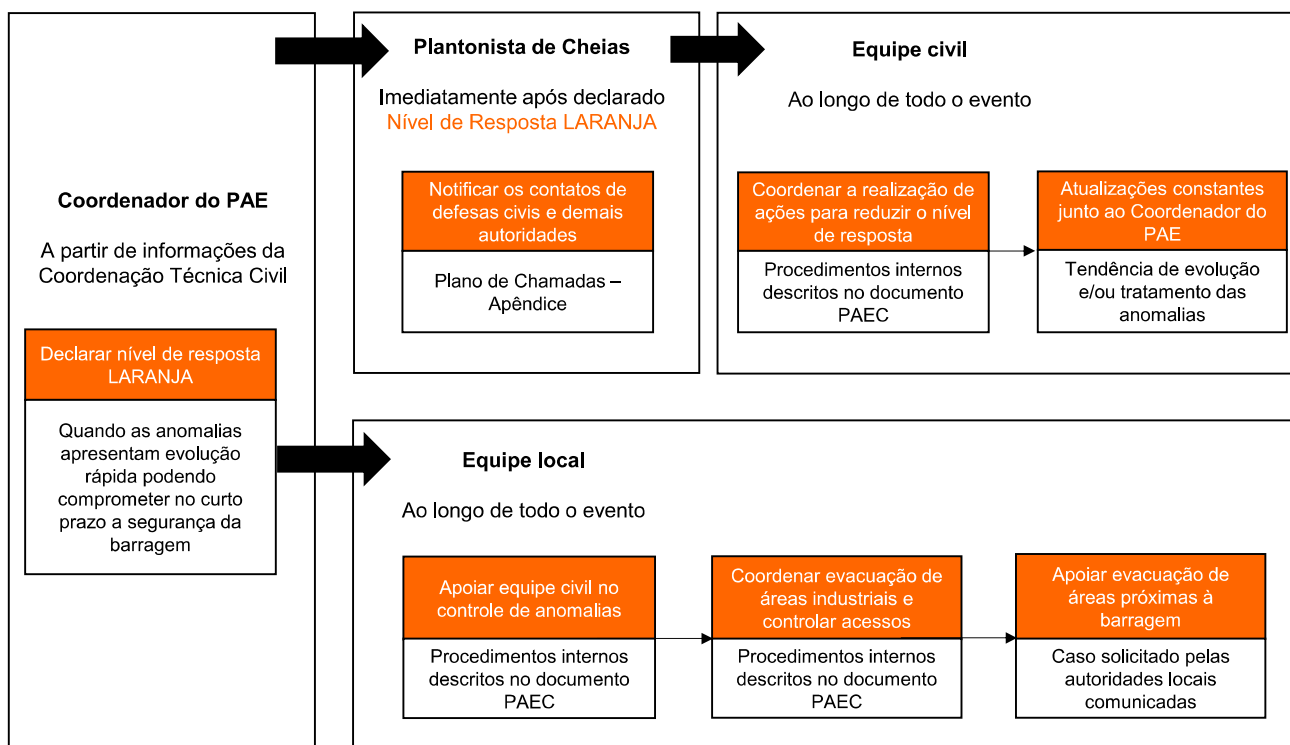 Coordenador do PAE
A partir de informações da
Coordenação Técnica Civil
Declarar nível de resposta
LARANJA
Quando as anomalias
apresentam evolução
rápida podendo
comprometer no curto
prazo a segurança da
barragem
Plantonista de Cheias
Imediatamente após declarado
Nível de Resposta LARANJA
Notificar os contatos de
defesas civis e demais
autoridades
Plano de Chamadas –
Apêndice
Equipe civil
Ao longo de todo o evento
Coordenar a realização de
ações para reduzir o nível
de resposta
Procedimentos internos
descritos no documento
PAEC
Atualizações constantes
junto ao Coordenador do
PAE
Tendência de evolução
e/ou tratamento das
anomalias
Equipe local
Ao longo de todo o evento
Apoiar equipe civil no
controle de anomalias
Procedimentos internos
descritos no documento
PAEC
Coordenar evacuação de
áreas industriais e
controlar acessos
Procedimentos internos
descritos no documento
PAEC
Apoiar evacuação de
áreas próximas à
barragem
Caso solicitado pelas
autoridades locais
comunicadas